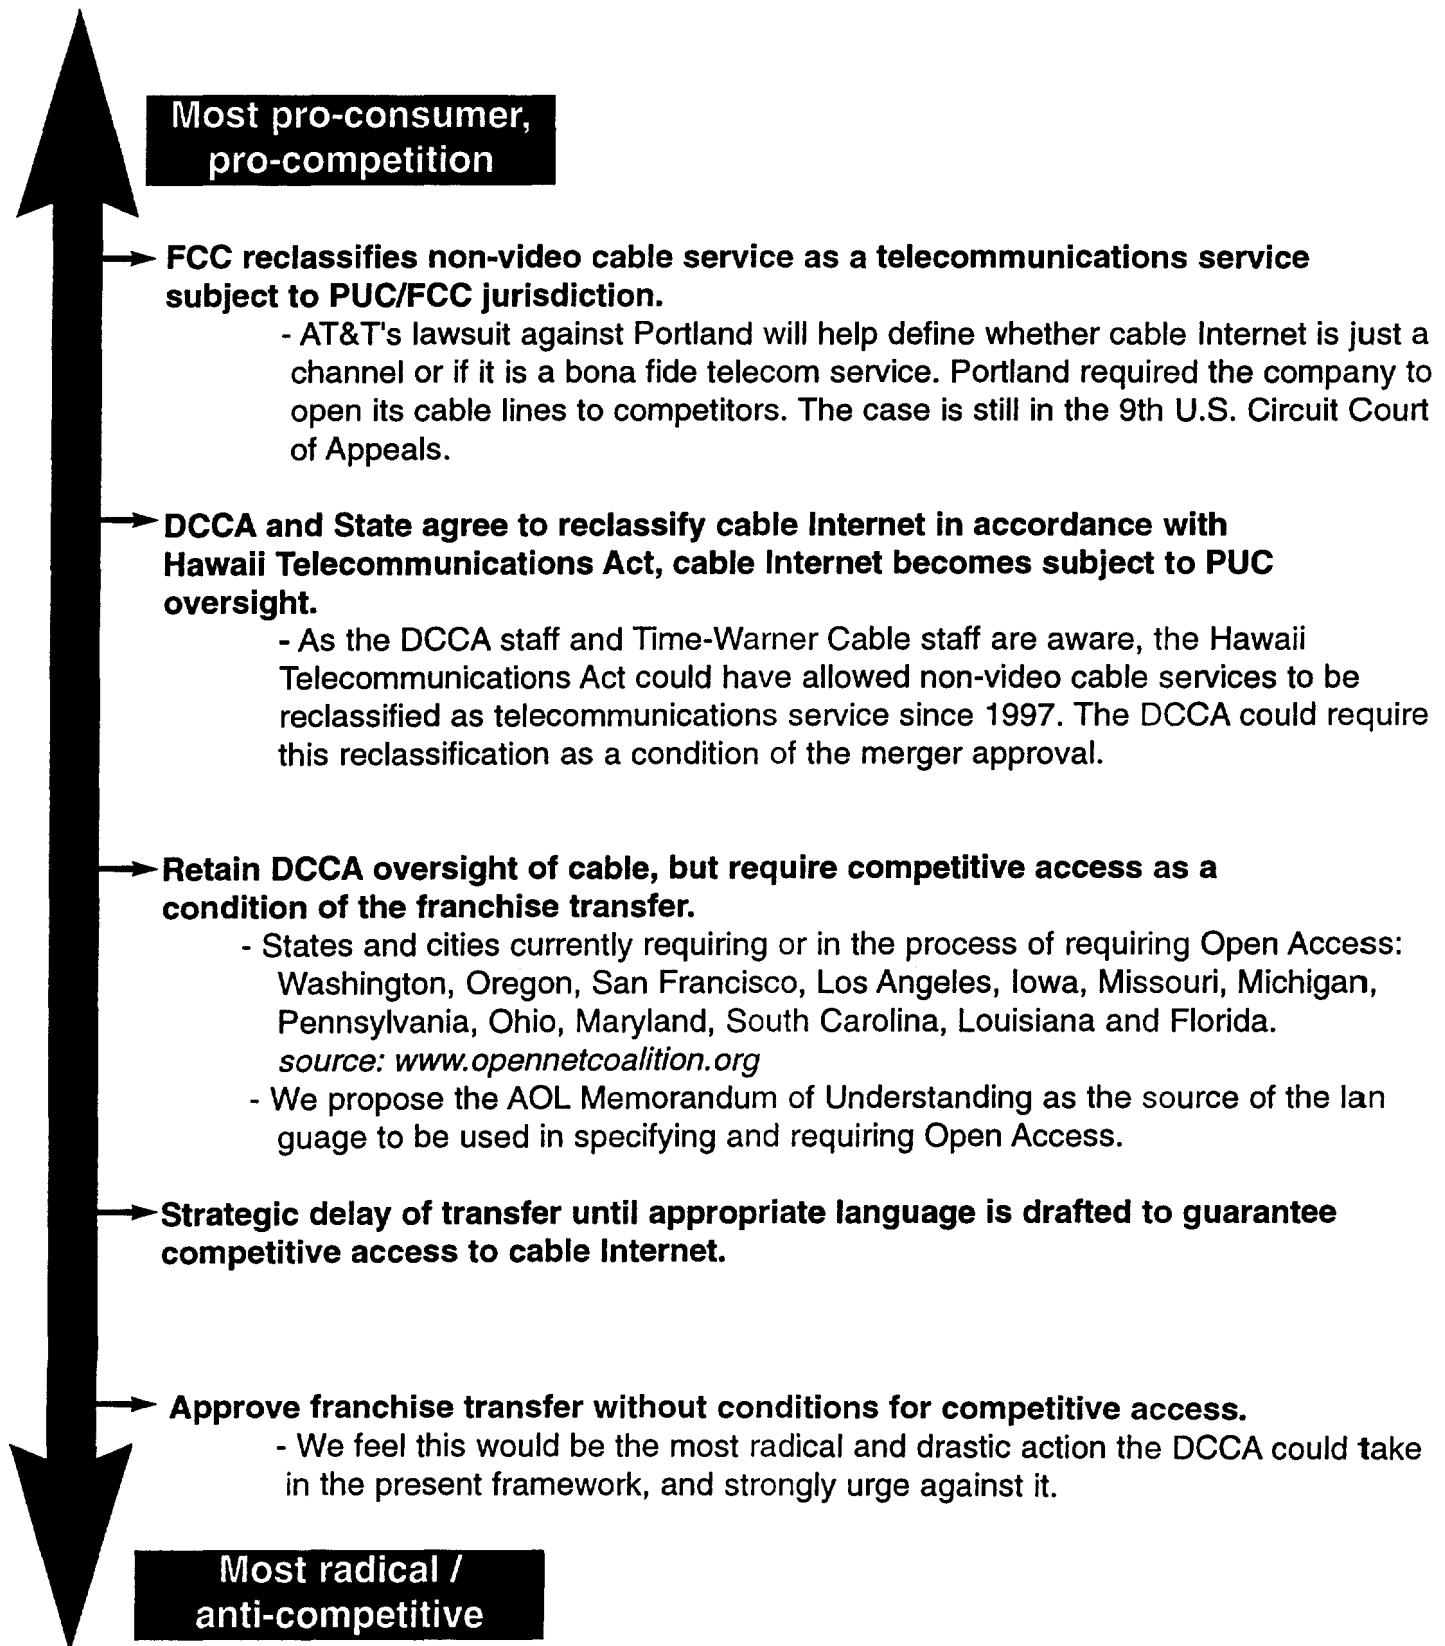 Most pro-consumer,
pro-competition
FCC reclassifies non-video cable service as a telecommunications service
subject to PUC/FCC jurisdiction.
- AT&T's lawsuit against Portland will help define whether cable Internet is just a
channel or if it is a bona fide telecom service. Portland required the company to
open its cable lines to competitors. The case is still in the 9th U.S. Circuit Court
of Appeals.
DCCA and State agree to reclassify cable Internet in accordance with
Hawaii Telecommunications Act, cable Internet becomes subject to PUC
oversight.
- As the DCCA staff and Time-Warner Cable staff are aware, the Hawaii
Telecommunications Act could have allowed non-video cable services to be
reclassified as telecommunications service since 1997. The DCCA could require
this reclassification as a condition of the merger approval.
Retain DCCA oversight of cable, but require competitive access as a
condition of the franchise transfer.
- States and cities currently requiring or in the process of requiring Open Access:
Washington, Oregon, San Francisco, Los Angeles, Iowa, Missouri, Michigan,
Pennsylvania, Ohio, Maryland, South Carolina, Louisiana and Florida.
source: www.opennetcoalition.org
- We propose the AOL Memorandum of Understanding as the source of the lan
guage to be used in specifying and requiring Open Access.
Strategic delay of transfer until appropriate language is drafted to guarantee
competitive access to cable Internet.
Approve franchise transfer without conditions for competitive access.
- We feel this would be the most radical and drastic action the DCCA could take
in the present framework, and strongly urge against it.
Most radical /
anti-competitive